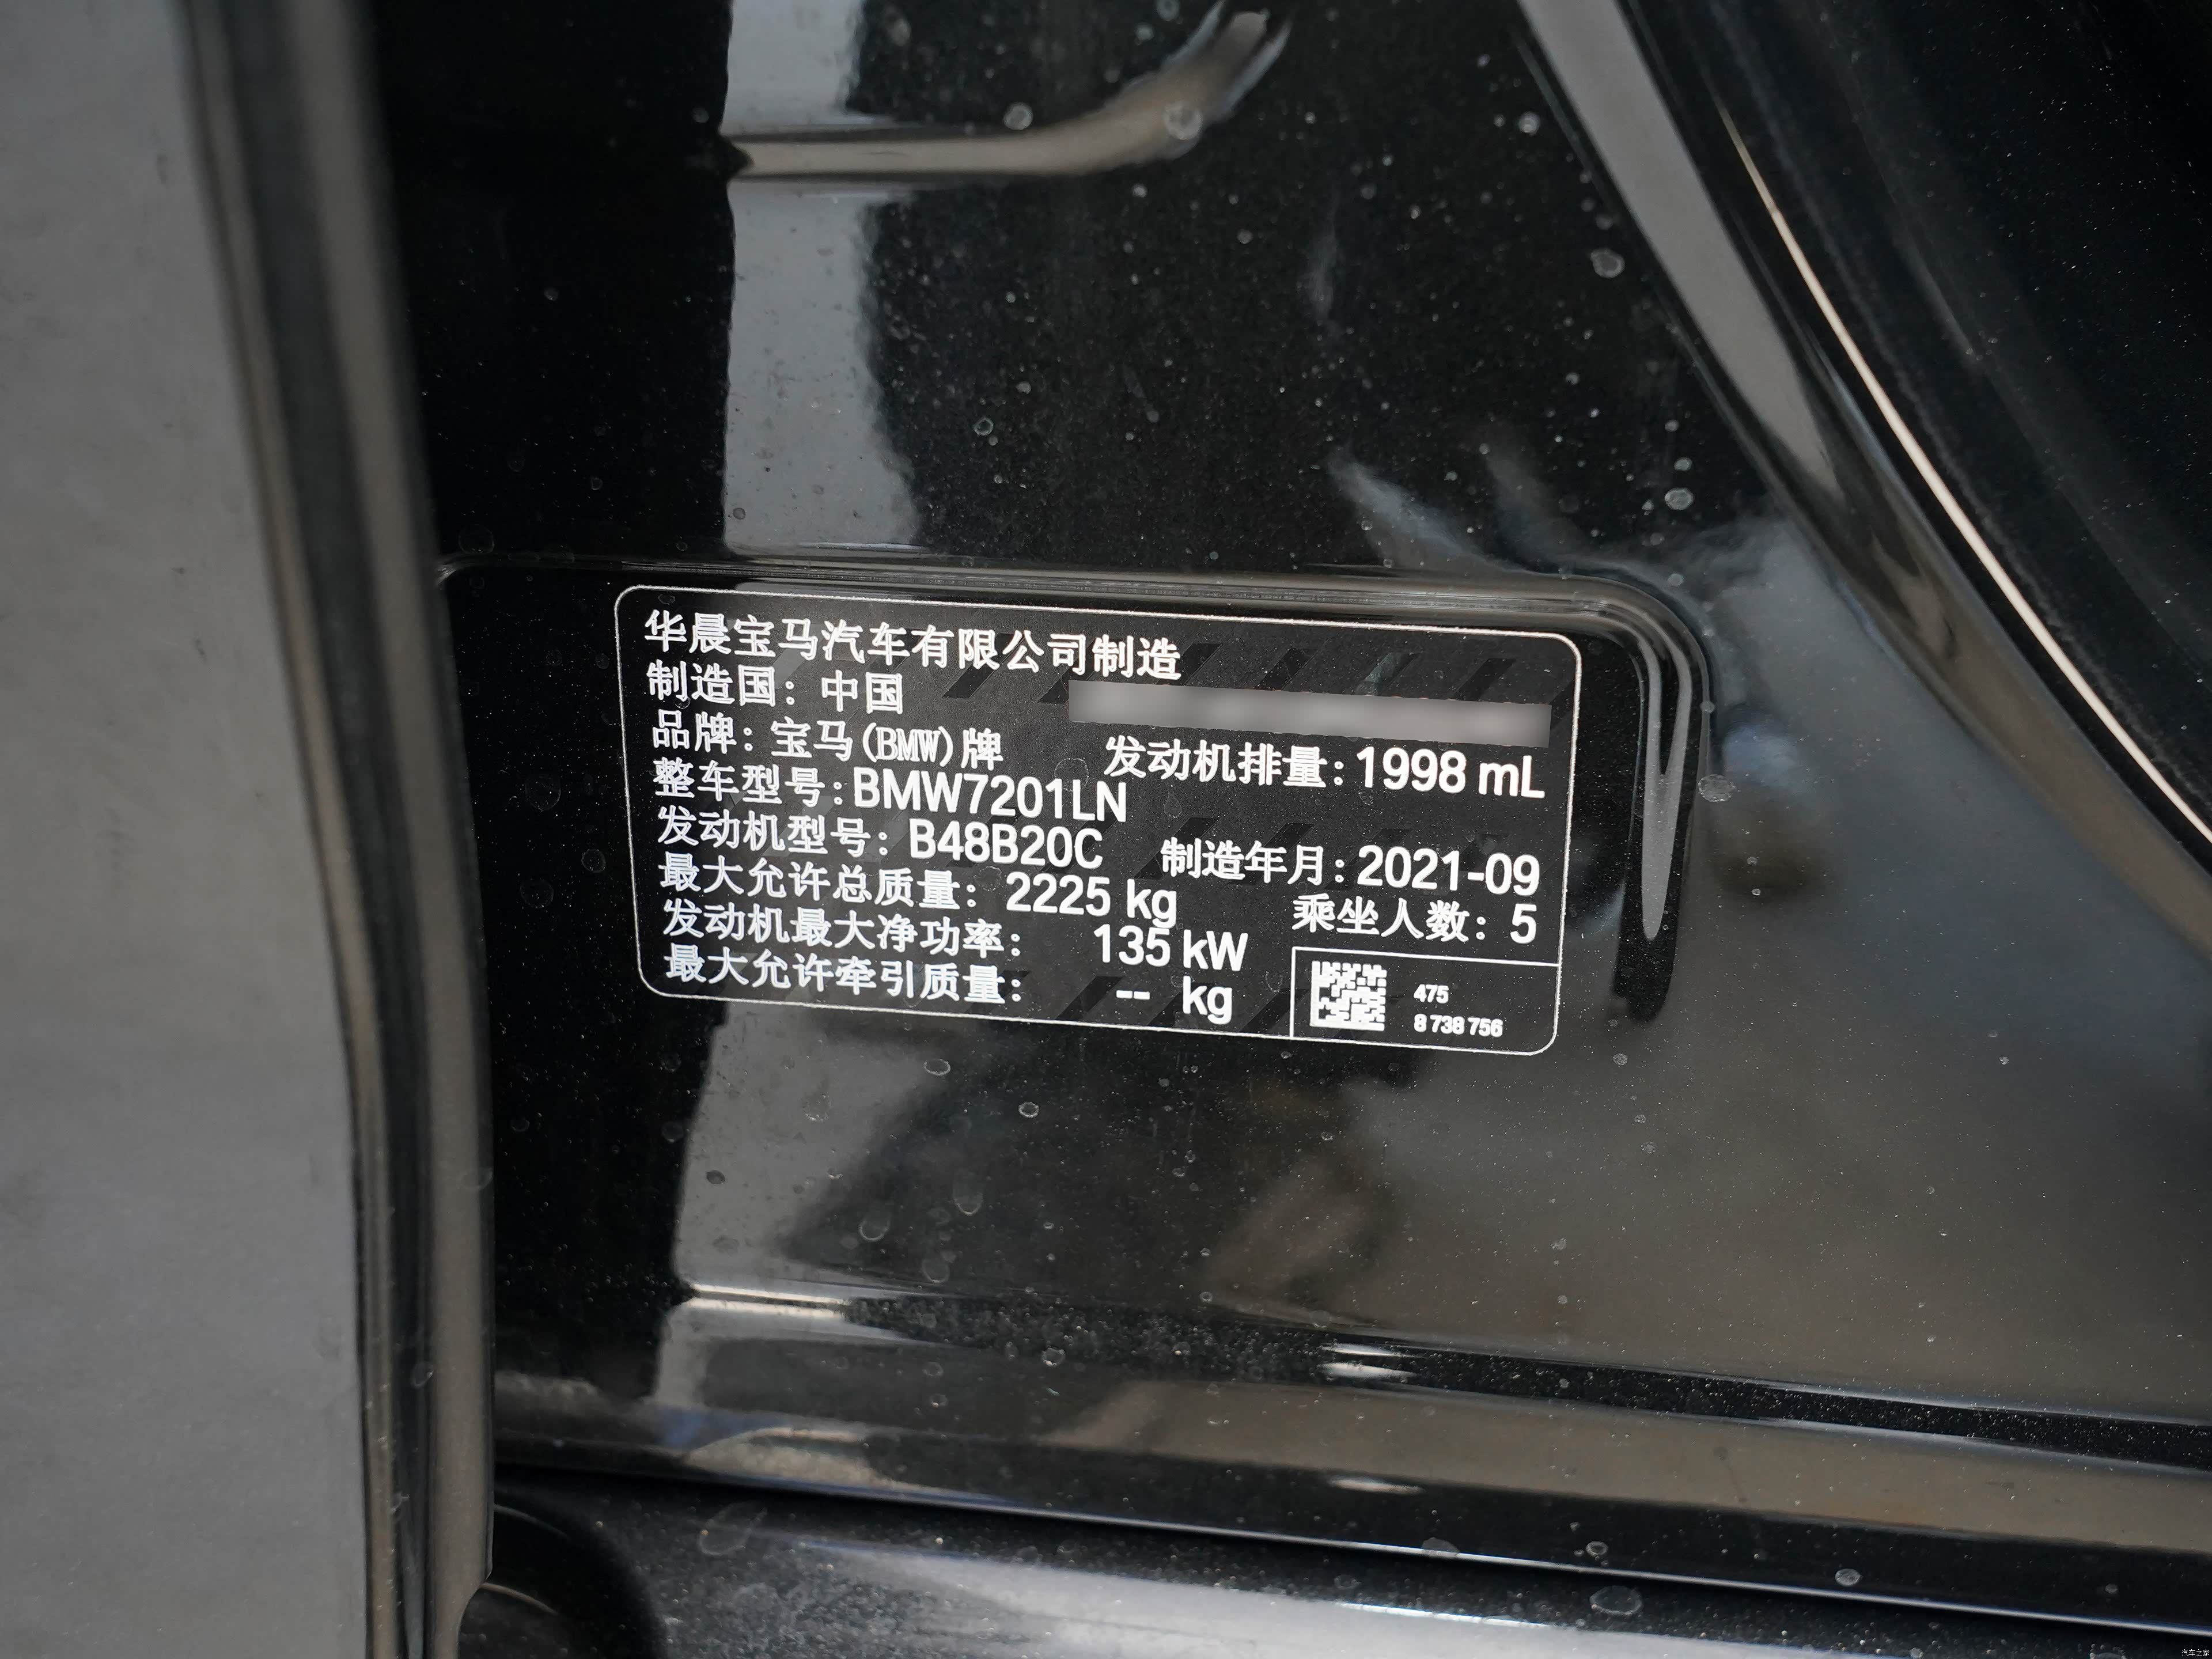 华晨宝马汽车有限公司制造
制造国：中国
品牌：宝马(BMW)牌
发动机排量：1998 mL
整车型号：BMW7201LN
发动机型号：B48B20C
制造年月：2021-09
最大允许总质量：2225 kg
乘坐人数：5
发动机最大净功率：135 kW
最大允许牵引质量：-- kg
475
8 738 756
汽车之家